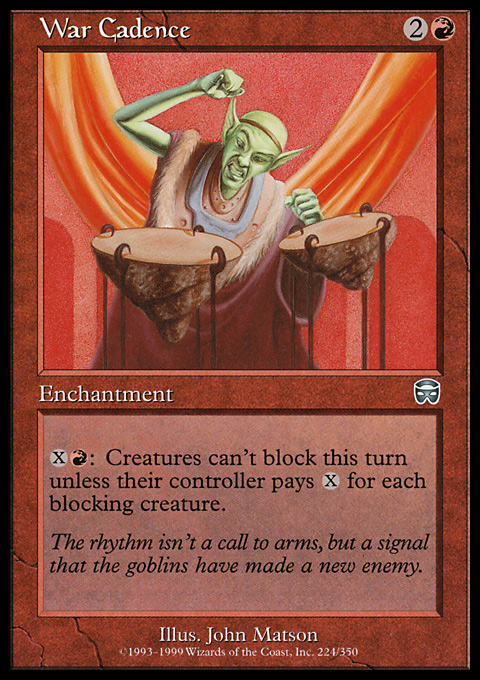 War Cadence 2
Enchantment
X : Creatures can't block this turn
unless their controller pays X for each
blocking creature.
The rhythm isn't a call to arms, but a signal
that the goblins have made a new enemy.
Illus. John Matson
©1993-1999 Wizards of the Coast, Inc. 224/350